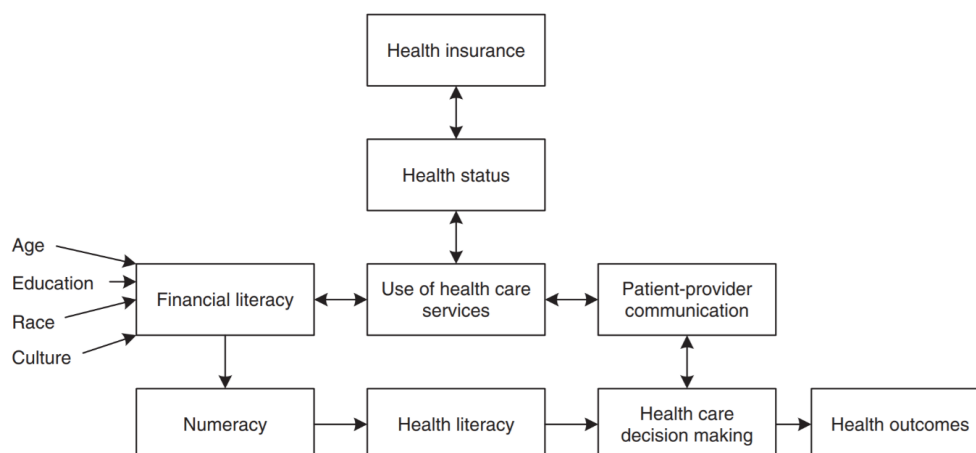 Health insurance
Health status
Age
Education
Race
Culture
Financial literacy
Use of health care
services
Patient-provider
communication
Numeracy
Health literacy
Health care
decision making
Health outcomes